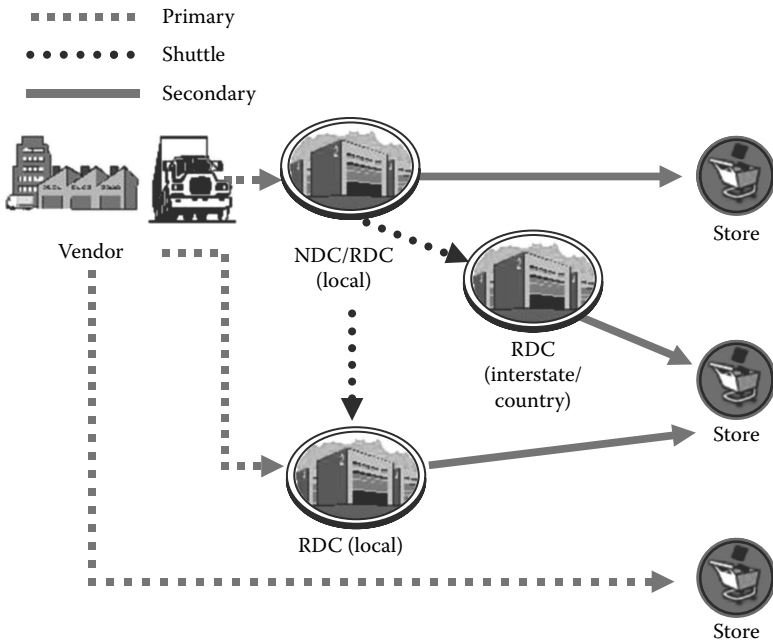 Primary
Shuttle
Secondary
Vendor
NDC/RDC
(local)
Store
RDC
(interstate/
country)
Store
RDC (local)
Store